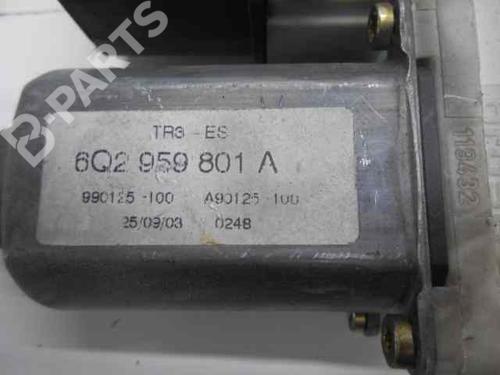 B-PARTS
TR3 - ES
6Q2 959 801 A
990125-100 A90125-100
25/09/03 0248
118432